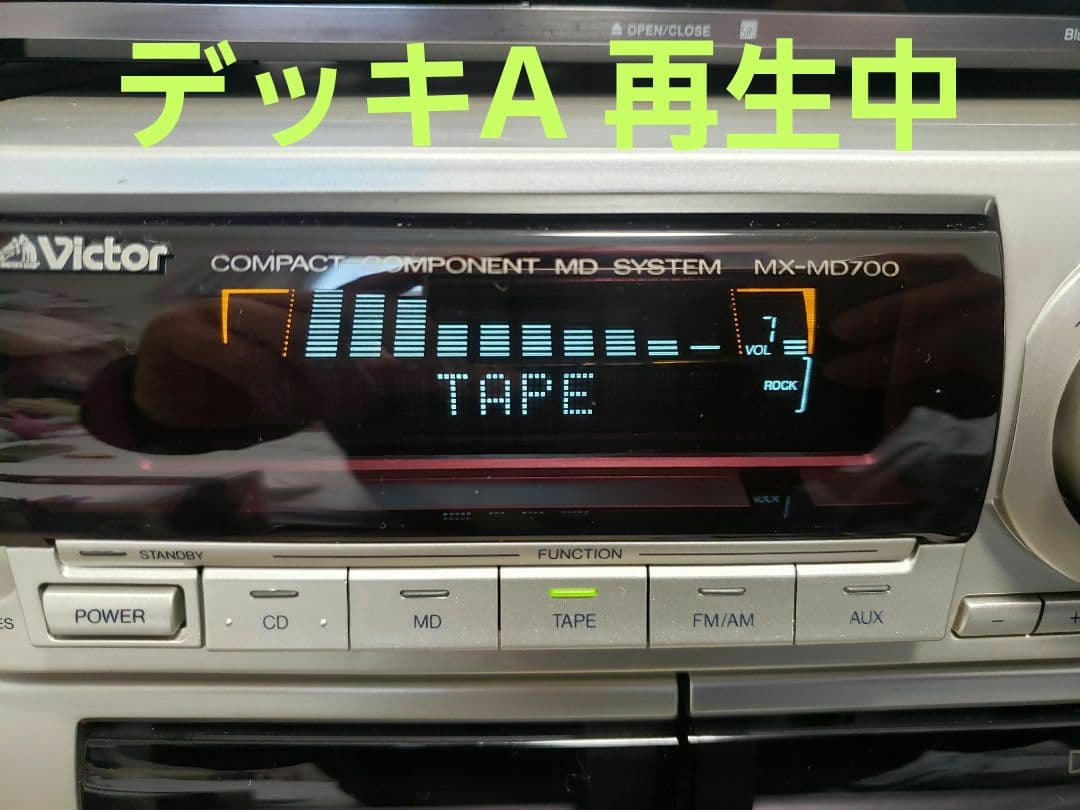 ⏏ OPEN/CLOSE
デッキA 再生中
Victor
COMPACT COMPONENT MD SYSTEM MX-MD700
7
VOL
TAPE
ROCK
STANDBY
FUNCTION
POWER
CD
MD
TAPE
FM/AM
AUX
−
+